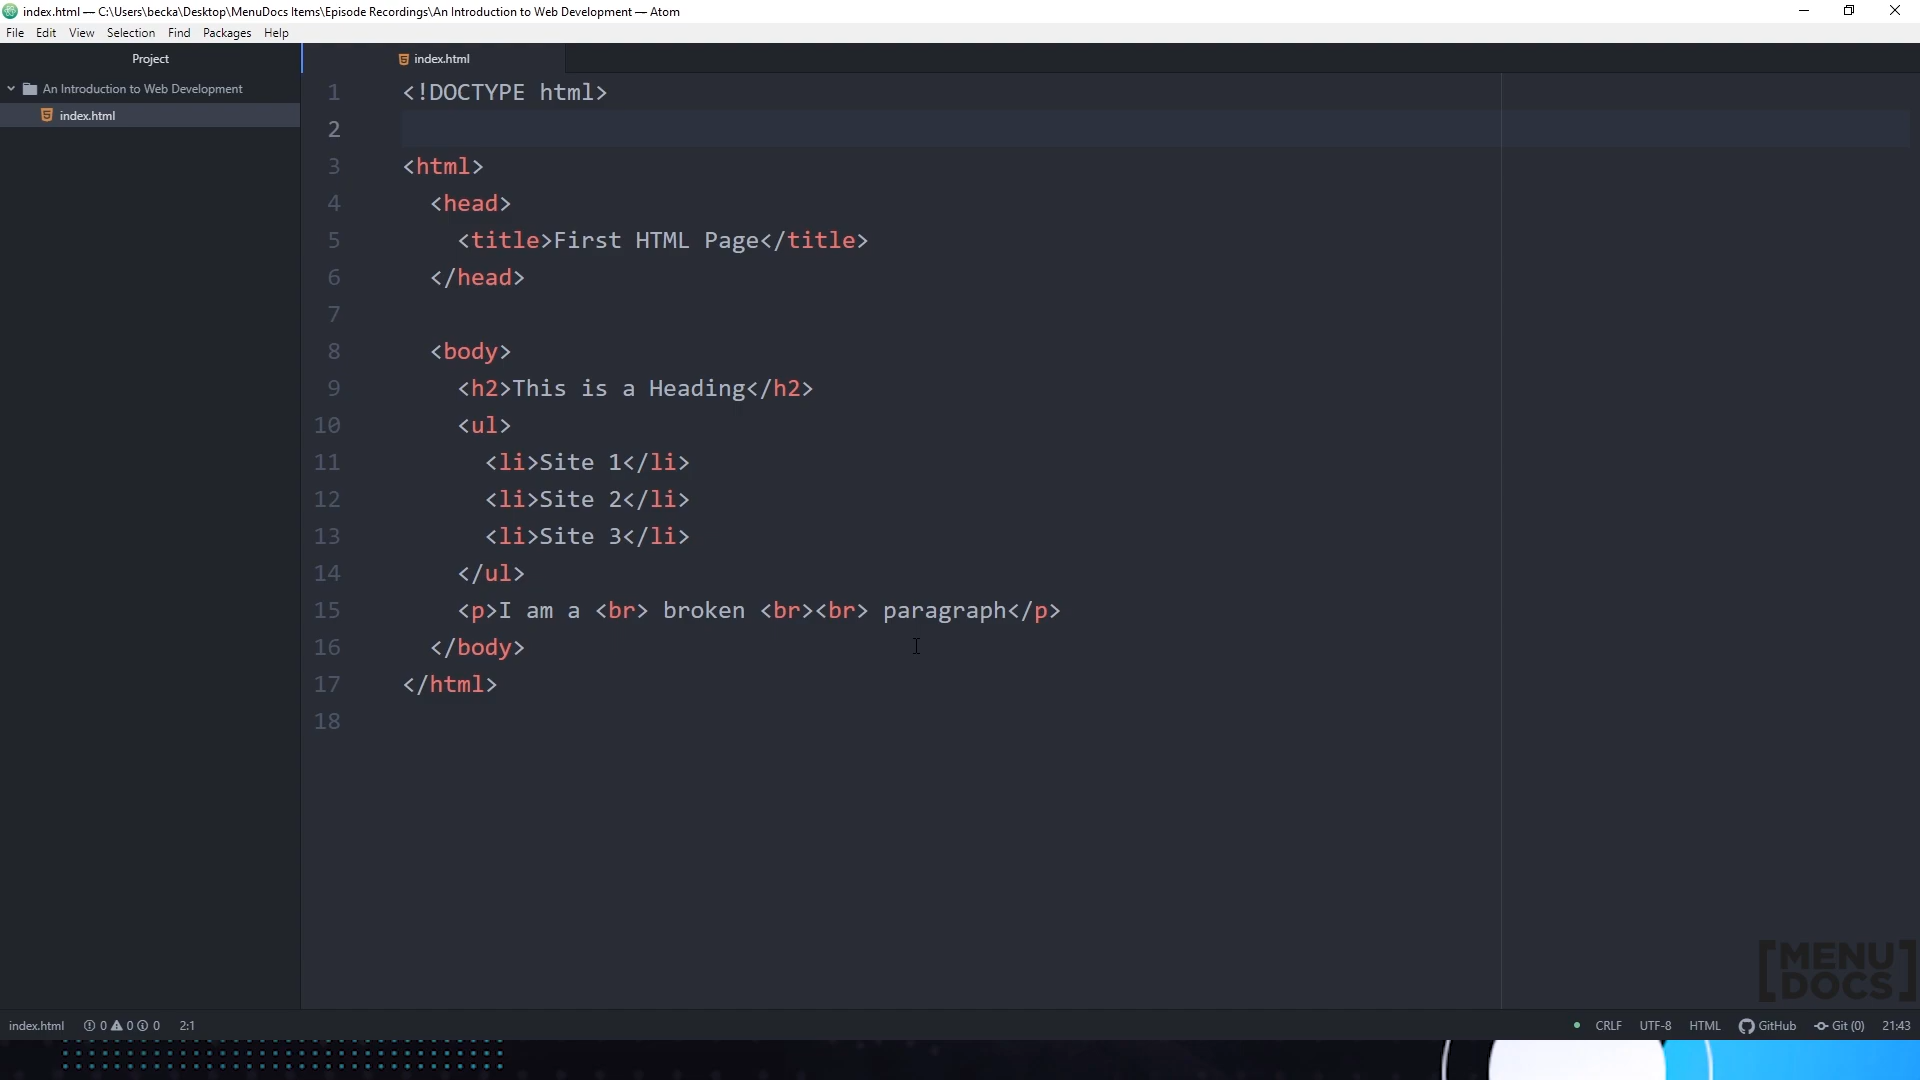 index.html — C:\Users\becka\Desktop\MenuDocs Items\Episode Recordings\An Introduction to Web Development — Atom
File Edit View Selection Find Packages Help
Project
index.html
An Introduction to Web Development
index.html
1 <!DOCTYPE html>
2
3 <html>
4 <head>
5 <title>First HTML Page</title>
6 </head>
7
8 <body>
9 <h2>This is a Heading</h2>
10 <ul>
11 <li>Site 1</li>
12 <li>Site 2</li>
13 <li>Site 3</li>
14 </ul>
15 <p>I am a <br> broken <br><br> paragraph</p>
16 </body>
17 </html>
18
[MENU
DOCS]
index.html 0 0 0 2:1 CRLF UTF-8 HTML GitHub Git (0) 21:43